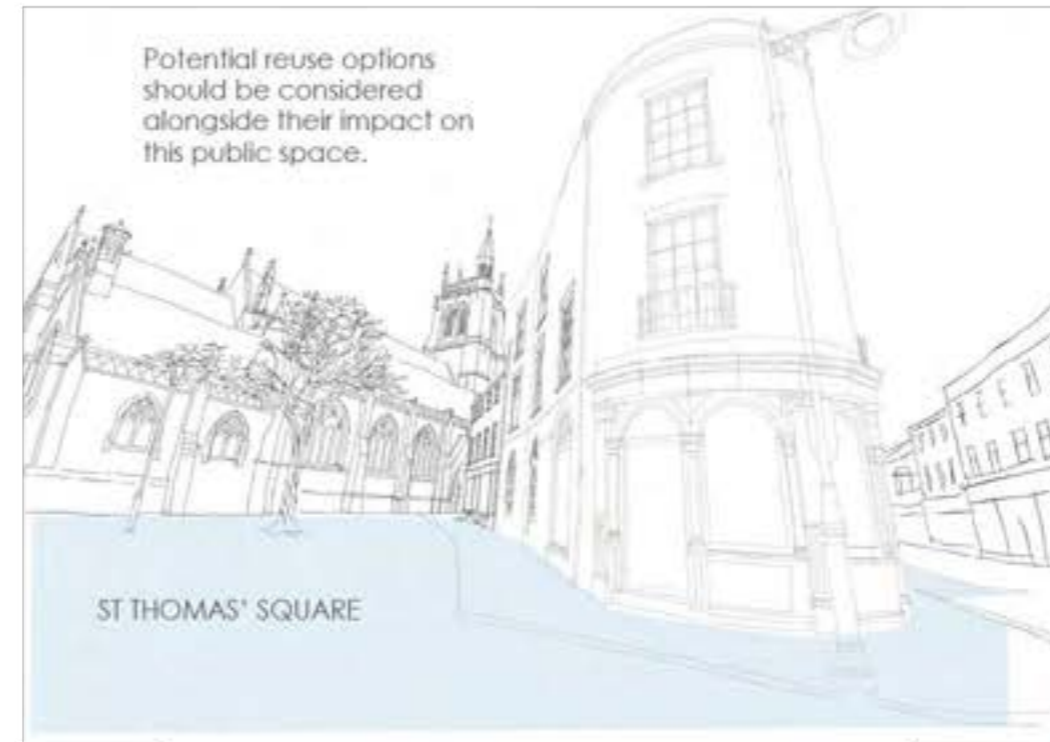 Potential reuse options
should be considered
alongside their impact on
this public space.
ST THOMAS' SQUARE